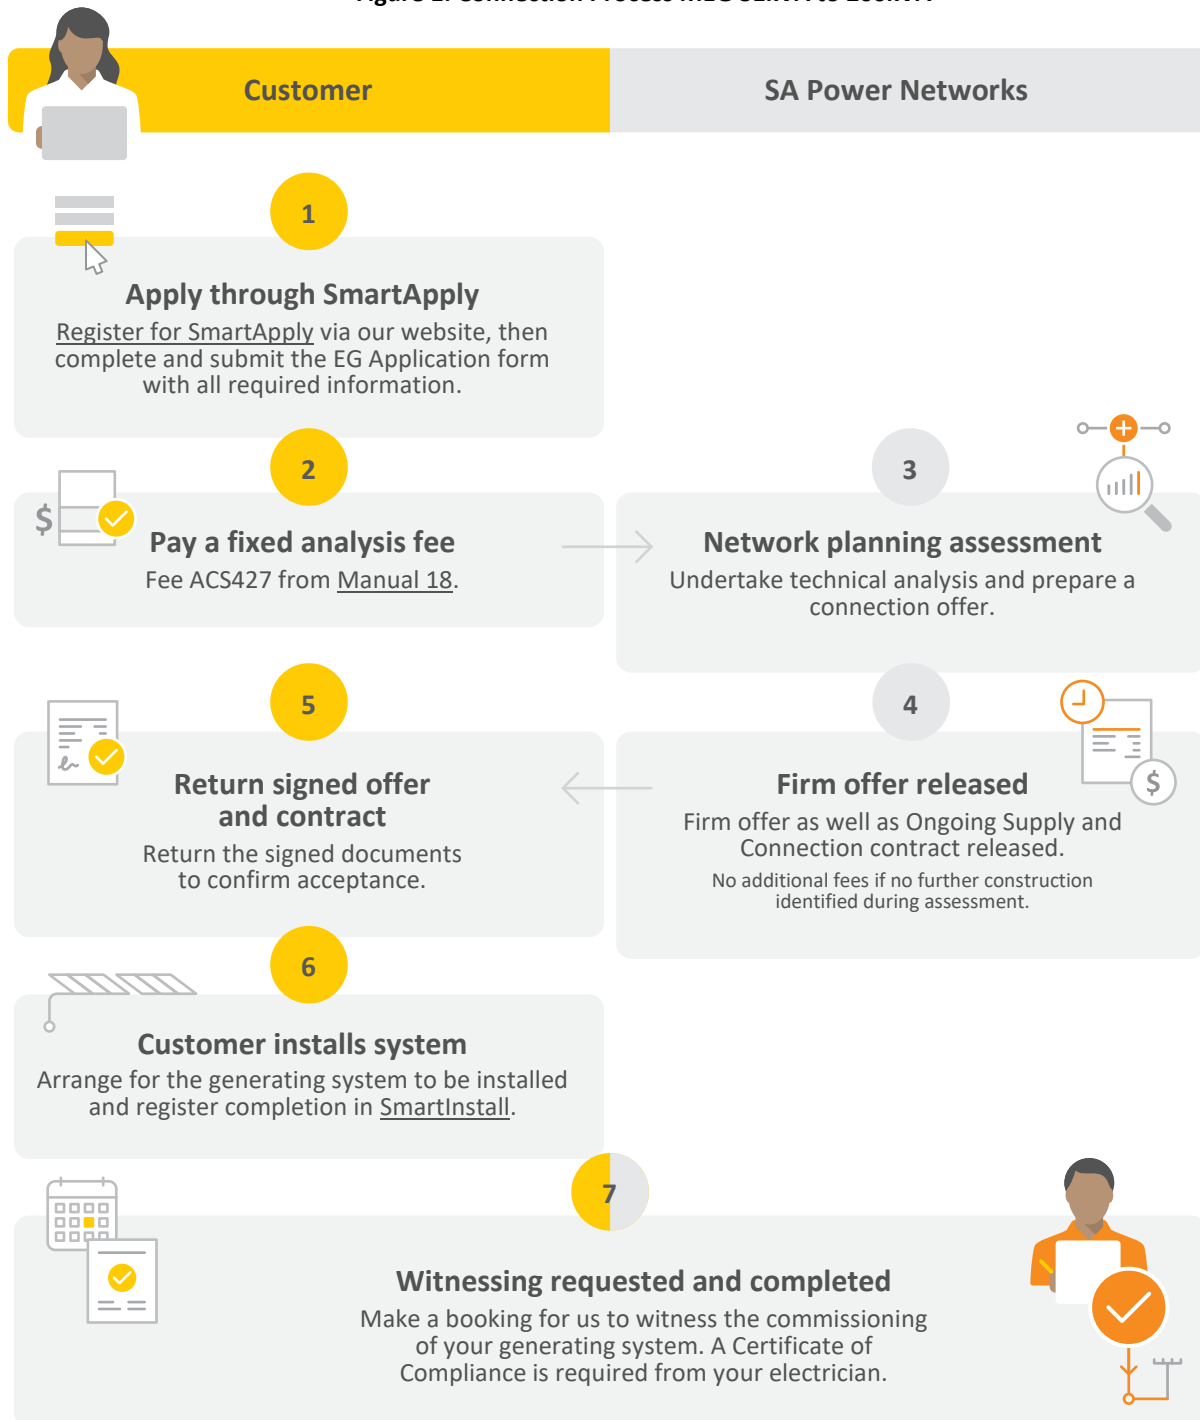 Customer
SA Power Networks
1
Apply through SmartApply
Register for SmartApply via our website, then
complete and submit the EG Application form
with all required information.
2
Pay a fixed analysis fee
Fee ACS427 from Manual 18.
3
Network planning assessment
Undertake technical analysis and prepare a
connection offer.
4
Firm offer released
Firm offer as well as Ongoing Supply and
Connection contract released.
No additional fees if no further construction
identified during assessment.
5
Return signed offer
and contract
Return the signed documents
to confirm acceptance.
6
Customer installs system
Arrange for the generating system to be installed
and register completion in SmartInstall.
7
Witnessing requested and completed
Make a booking for us to witness the commissioning
of your generating system. A Certificate of
Compliance is required from your electrician.